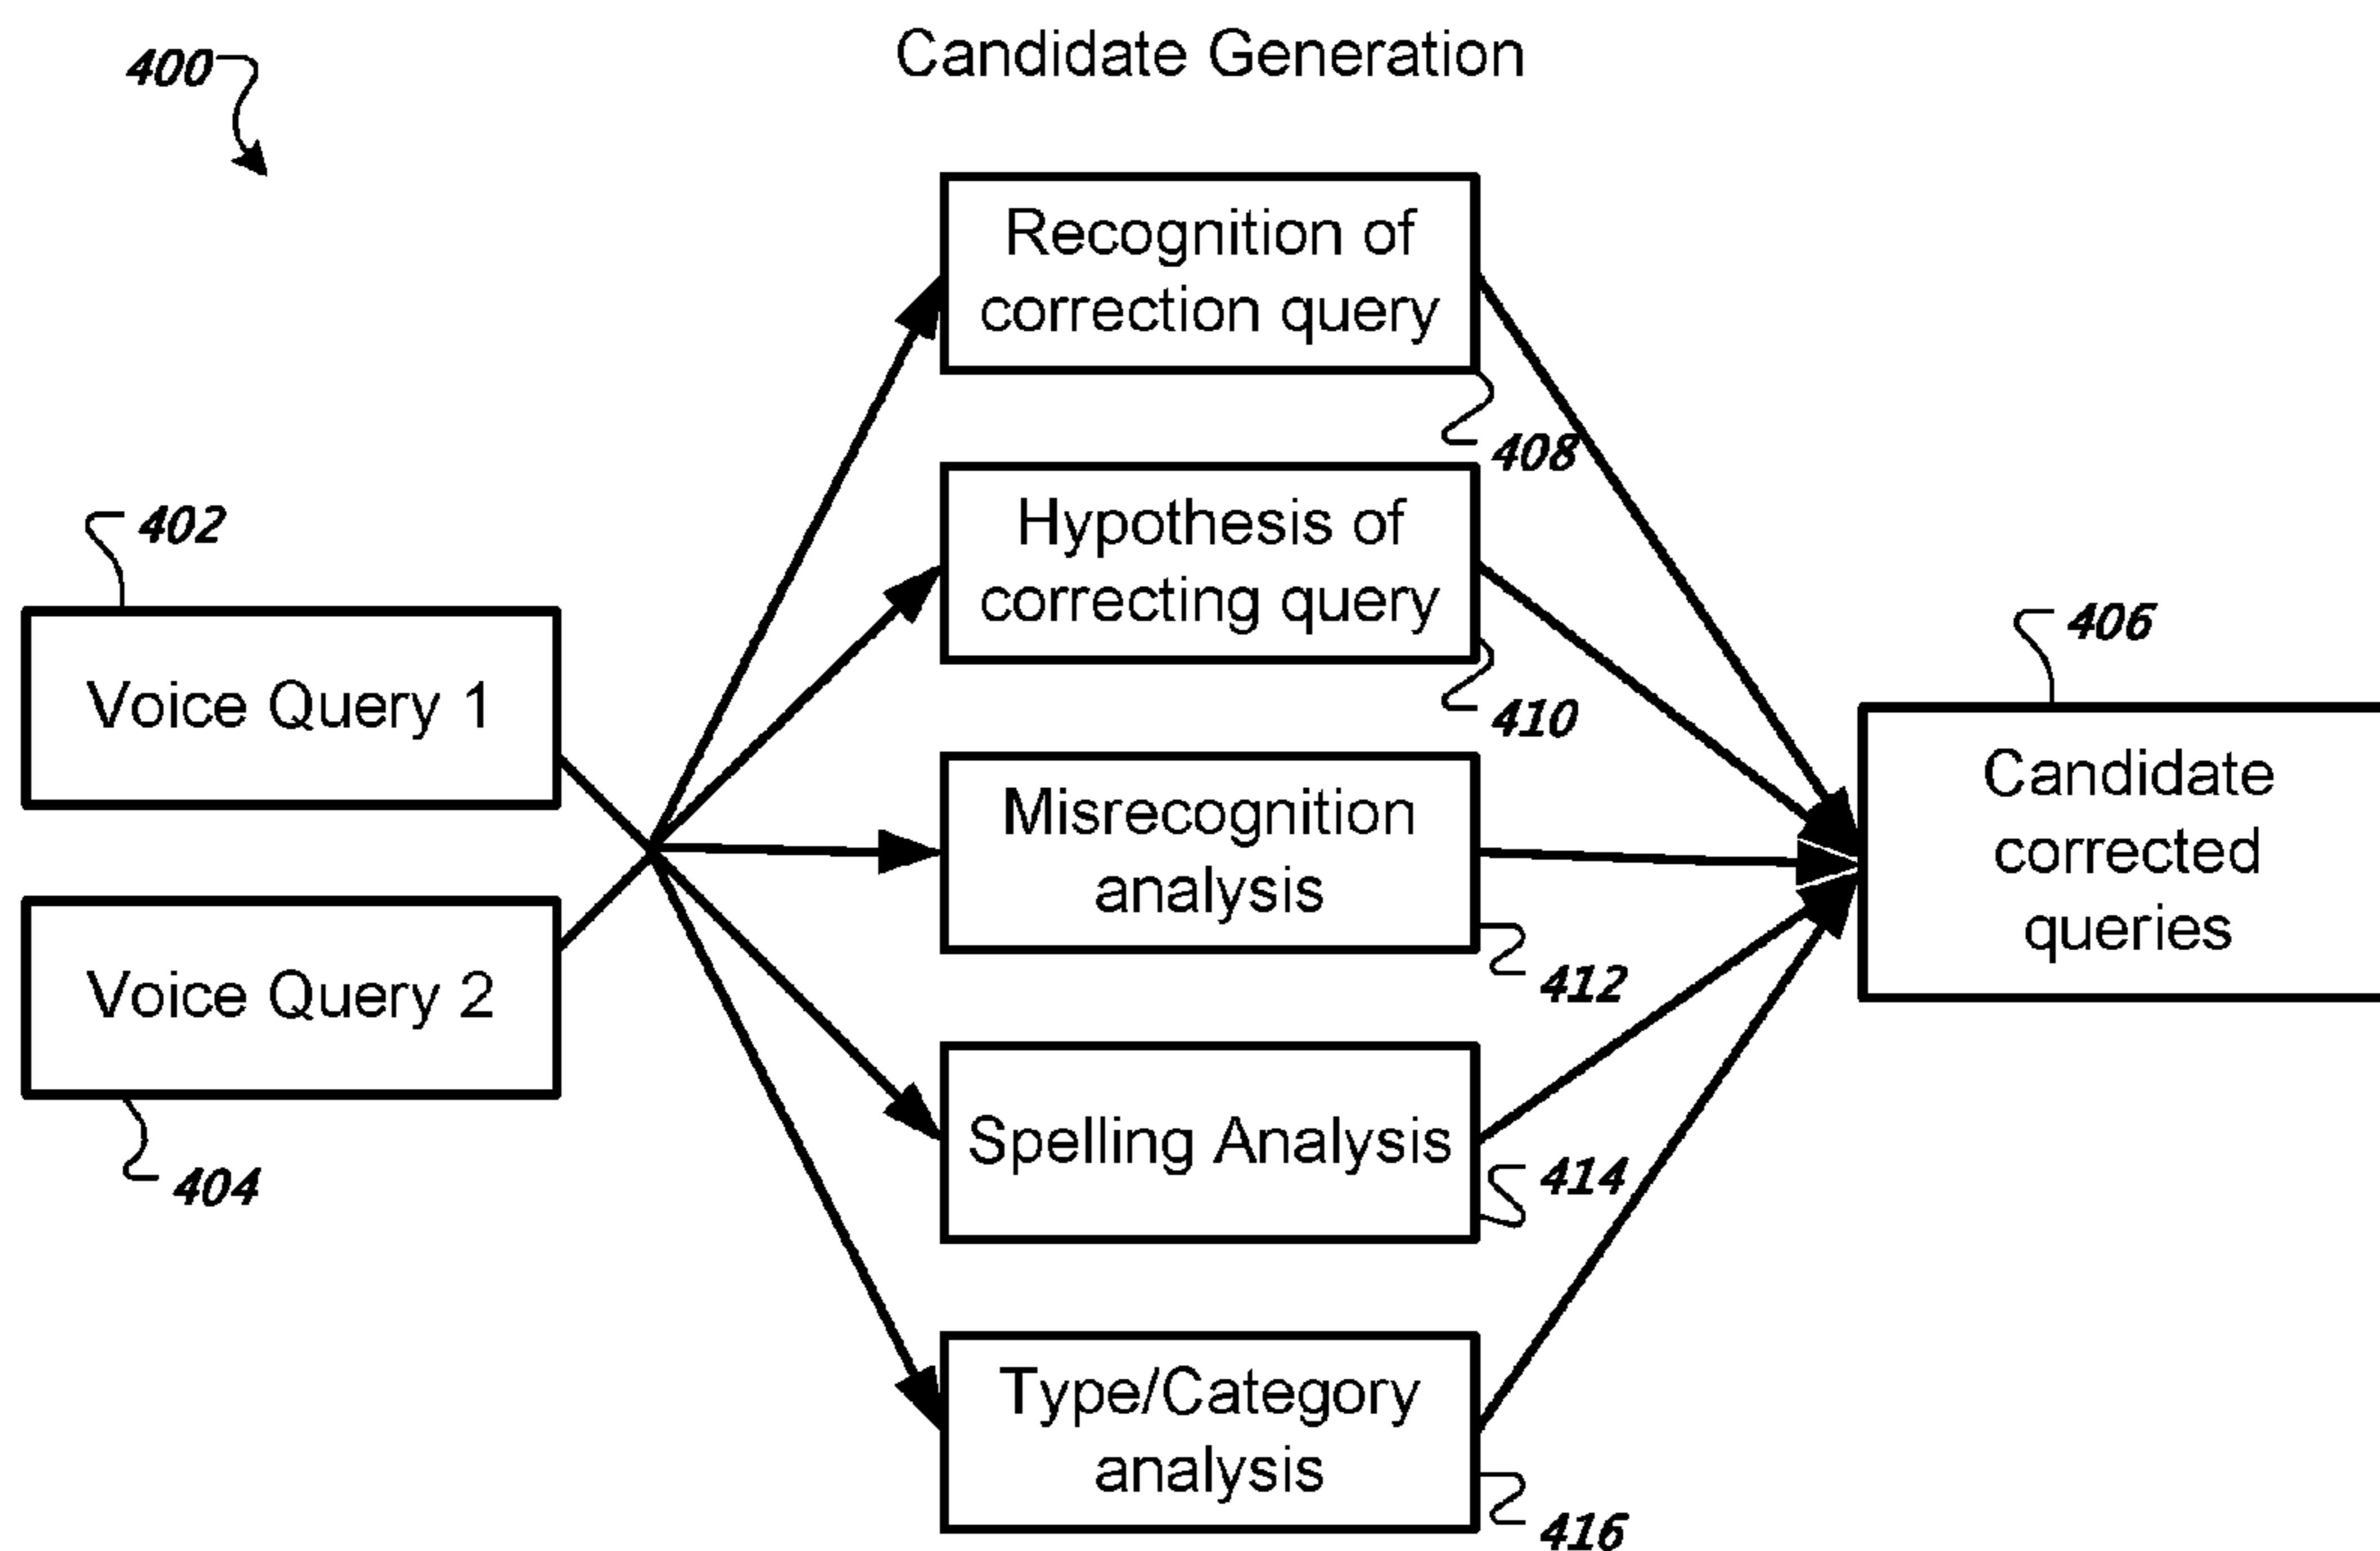 400
Candidate Generation
Recognition of
correction query
408
Hypothesis of
correcting query
410
402
Voice Query 1
Misrecognition
analysis
412
406
Candidate
corrected
queries
Voice Query 2
404
Spelling Analysis
414
Type/Category
analysis
416